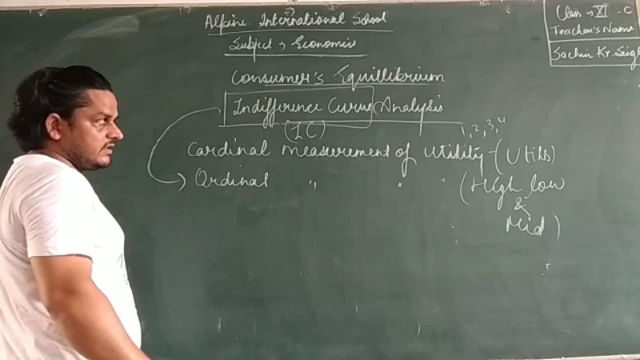 Alpine International School
Subject → Economics
Class → XI - C
Teacher's Name
Sachin Kr. Singh
Consumer's Equillibrium
Indifference Curve Analysis
(IC)
1, 2, 3, 4
Cardinal measurement of Utility - (Utils)
Ordinal " " " (High low
&
Mid)